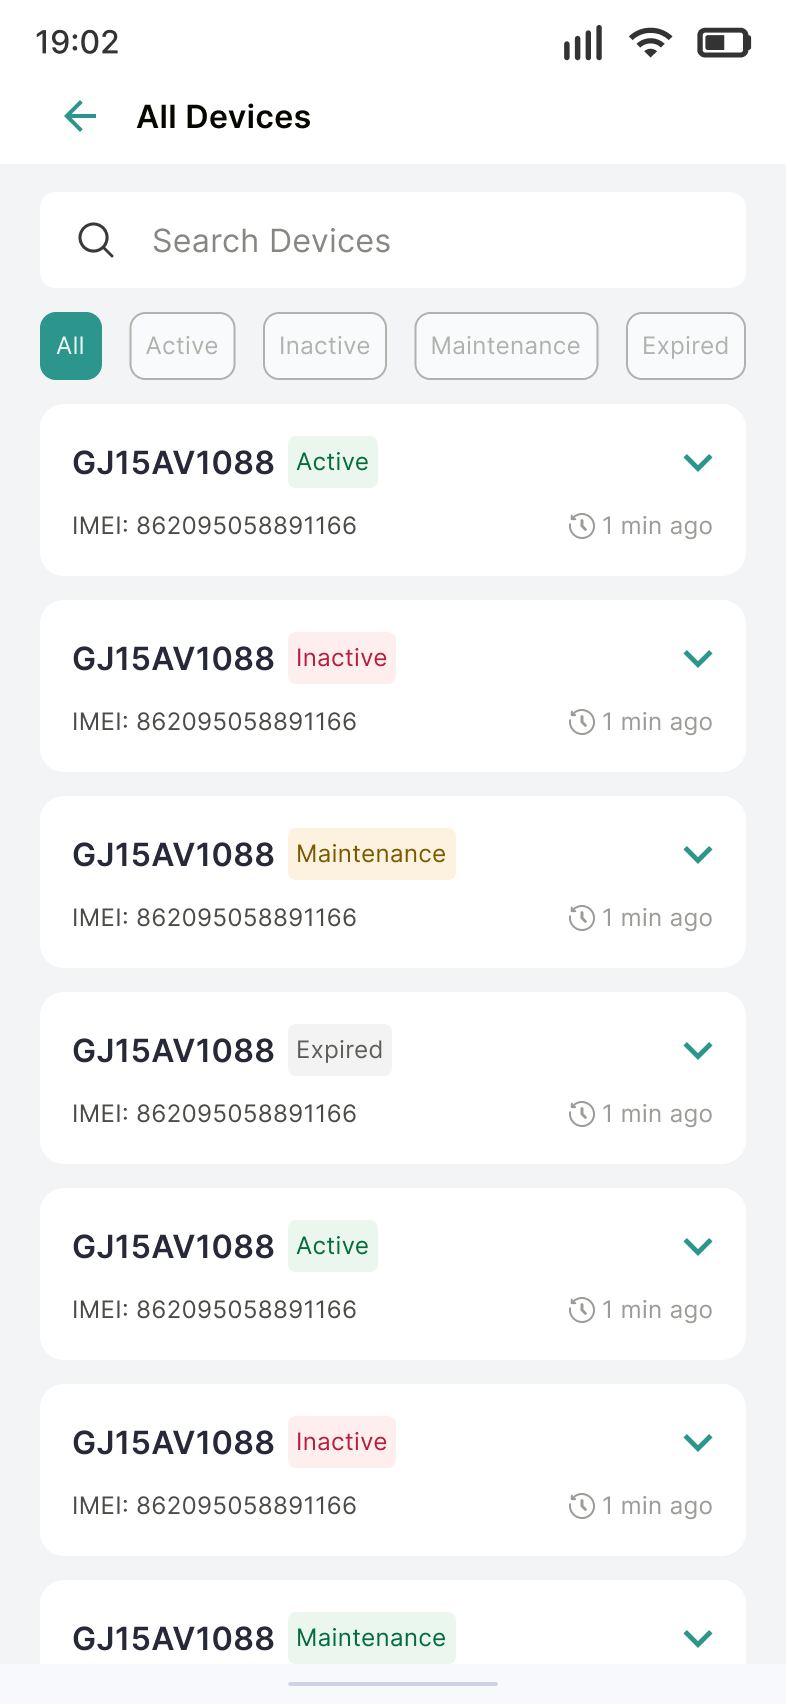 19:02
All Devices
Search Devices
All Active Inactive Maintenance Expired
GJ15AV1088 Active
IMEI: 862095058891166 1 min ago
GJ15AV1088 Inactive
IMEI: 862095058891166 1 min ago
GJ15AV1088 Maintenance
IMEI: 862095058891166 1 min ago
GJ15AV1088 Expired
IMEI: 862095058891166 1 min ago
GJ15AV1088 Active
IMEI: 862095058891166 1 min ago
GJ15AV1088 Inactive
IMEI: 862095058891166 1 min ago
GJ15AV1088 Maintenance